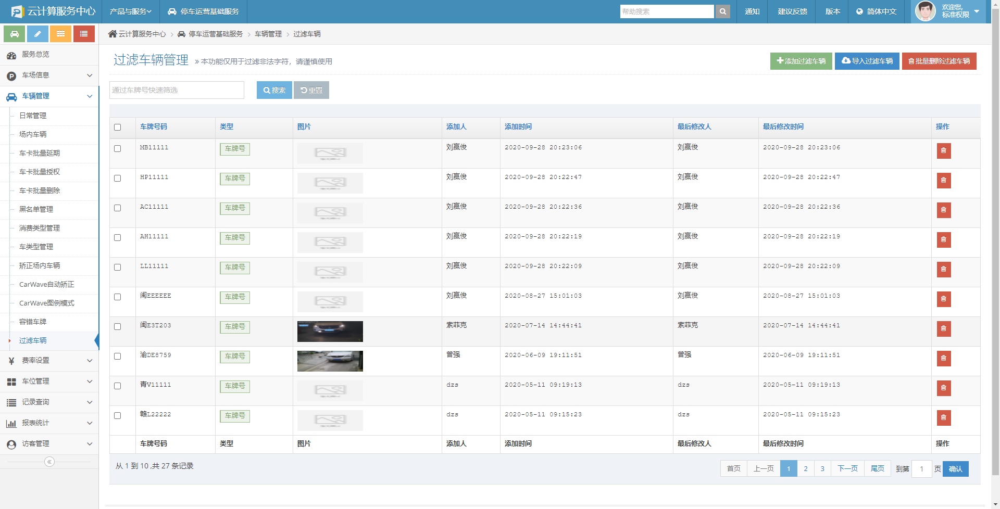 云计算服务中心 产品与服务 停车运营基础服务 帮助搜索 通知 建议反馈 版本 简体中文 欢迎您,
标准权限
云计算服务中心 > 停车运营基础服务 > 车辆管理 > 过滤车辆
服务总览
车场信息
车辆管理
日常管理
场内车辆
车卡批量延期
车卡批量授权
车卡批量删除
黑名单管理
消费类型管理
车类型管理
矫正场内车辆
CarWave自动矫正
CarWave图例模式
容错车牌
过滤车辆
费率设置
车位管理
记录查询
报表统计
访客管理
过滤车辆管理 » 本功能仅用于过滤非法字符，请谨慎使用
添加过滤车辆 导入过滤车辆 批量删除过滤车辆
通过车牌号快速筛选 搜索 重置
车牌号码 类型 图片 添加人 添加时间 最后修改人 最后修改时间 操作
MB11111 车牌号 刘嬴俊 2020-09-28 20:23:06 刘嬴俊 2020-09-28 20:23:06
HP11111 车牌号 刘嬴俊 2020-09-28 20:22:47 刘嬴俊 2020-09-28 20:22:47
AC11111 车牌号 刘嬴俊 2020-09-28 20:22:36 刘嬴俊 2020-09-28 20:22:36
AH11111 车牌号 刘嬴俊 2020-09-28 20:22:19 刘嬴俊 2020-09-28 20:22:19
LL11111 车牌号 刘嬴俊 2020-09-28 20:22:09 刘嬴俊 2020-09-28 20:22:09
闽EEEEEE 车牌号 刘嬴俊 2020-08-27 15:01:03 刘嬴俊 2020-08-27 15:01:03
闽E3T203 车牌号 索菲克 2020-07-14 14:44:41 索菲克 2020-07-14 14:44:41
渝DE8759 车牌号 曾强 2020-06-09 19:11:51 曾强 2020-06-09 19:11:51
青V11111 车牌号 dzs 2020-05-11 09:19:13 dzs 2020-05-11 09:19:13
赣L22222 车牌号 dzs 2020-05-11 09:15:23 dzs 2020-05-11 09:15:23
车牌号码 类型 图片 添加人 添加时间 最后修改人 最后修改时间 操作
从 1 到 10 ,共 27 条记录 首页 上一页 1 2 3 下一页 尾页 到第 1 页 确认